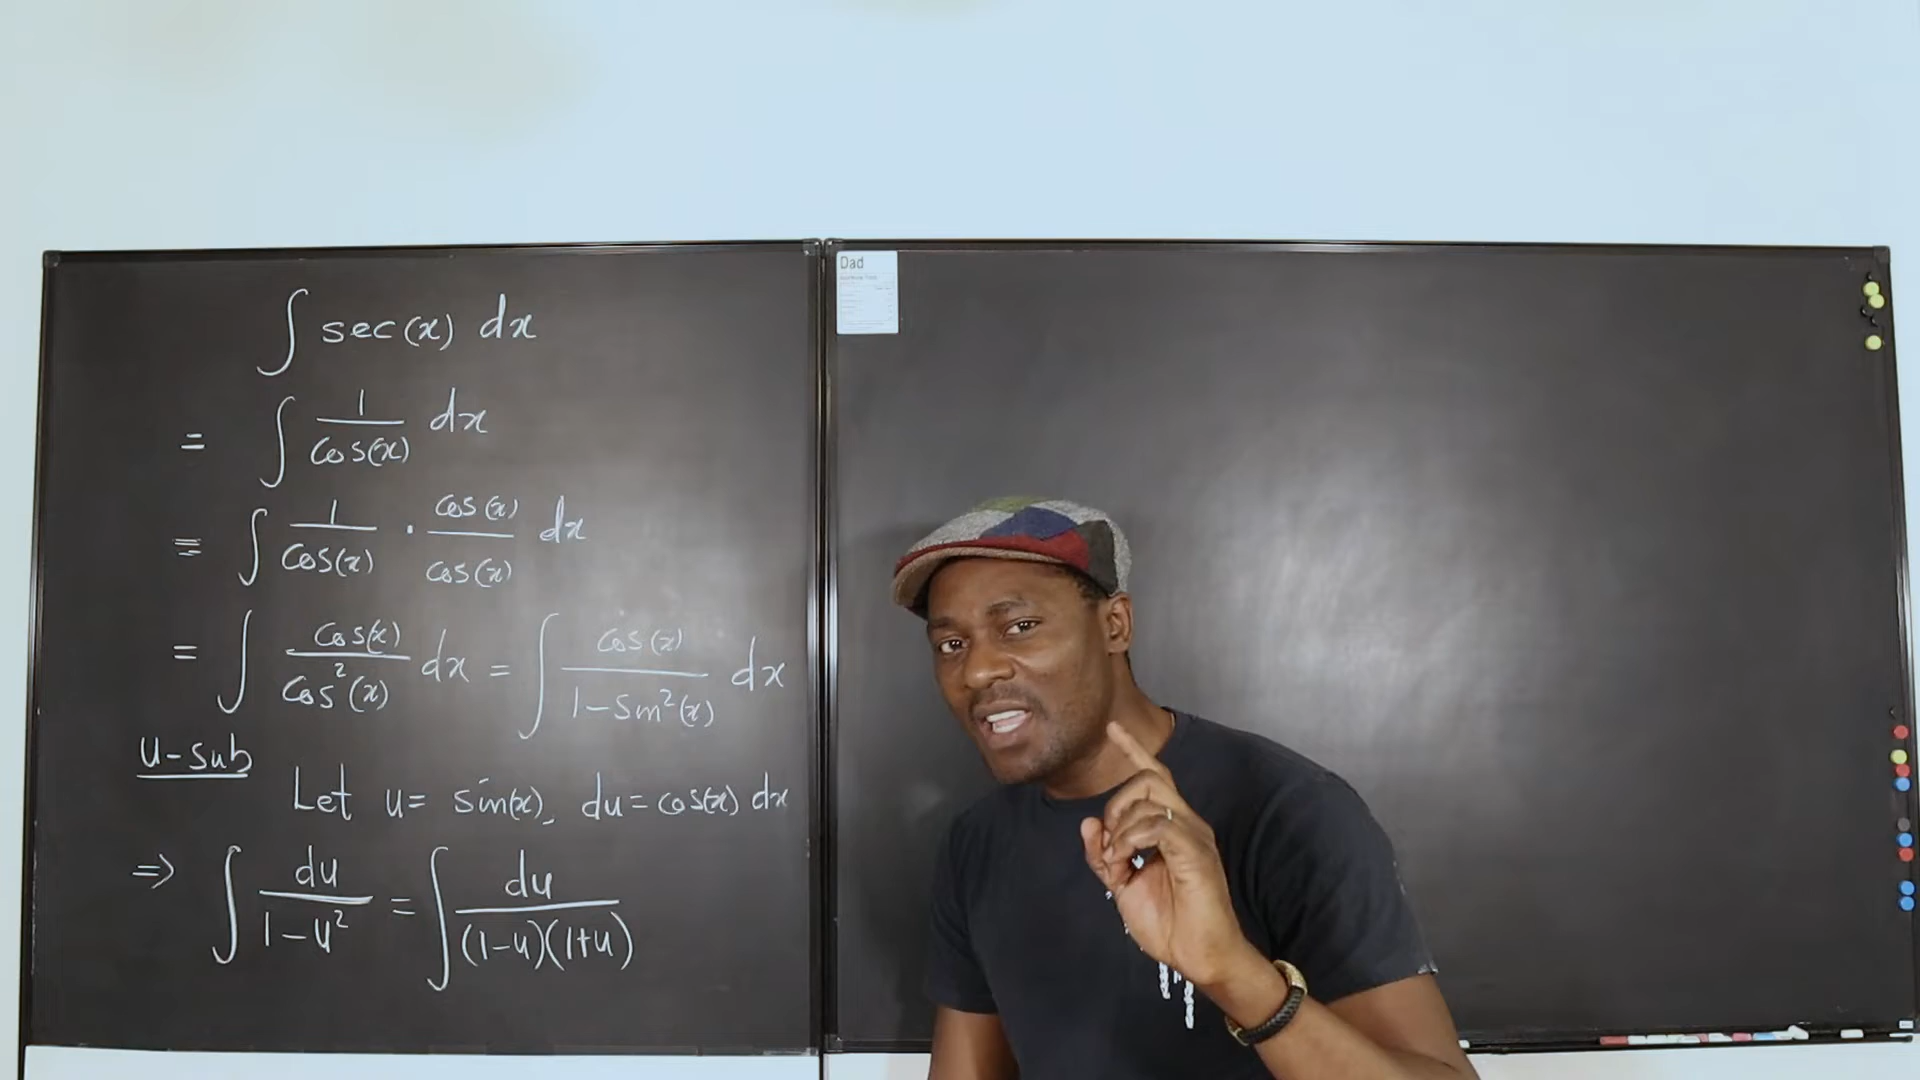 ∫ sec(x) dx
= ∫ 1/cos(x) dx
= ∫ 1/cos(x) · cos(x)/cos(x) dx
= ∫ cos(x)/cos²(x) dx = ∫ cos(x)/1-sin²(x) dx
u-sub
Let u= sin(x), du=cos(x) dx
⇒ ∫ du/1-u² = ∫ du/(1-u)(1+u)
Dad